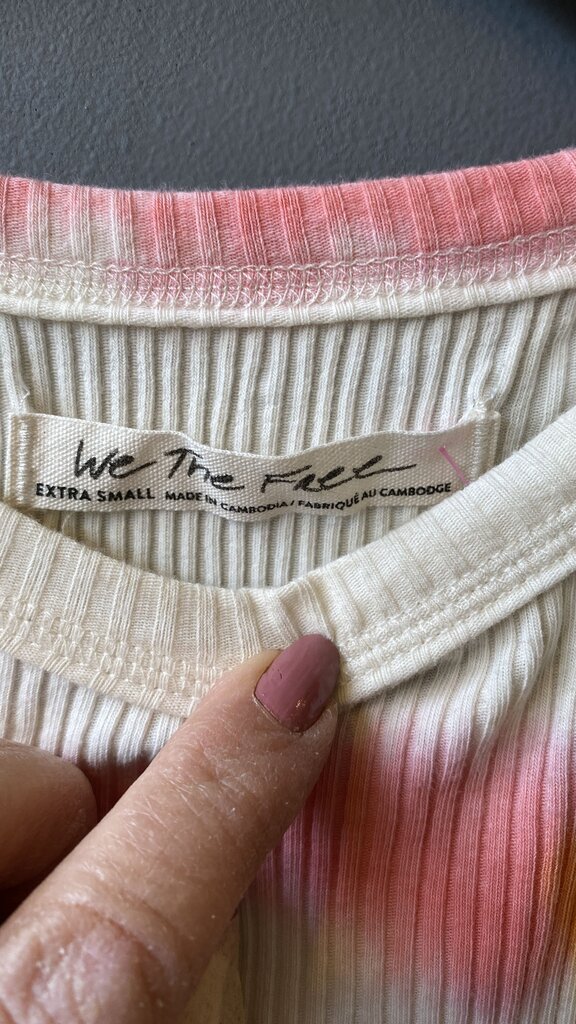 We The Free
EXTRA SMALL MADE IN CAMBODIA / FABRIQUÉ AU CAMBODGE